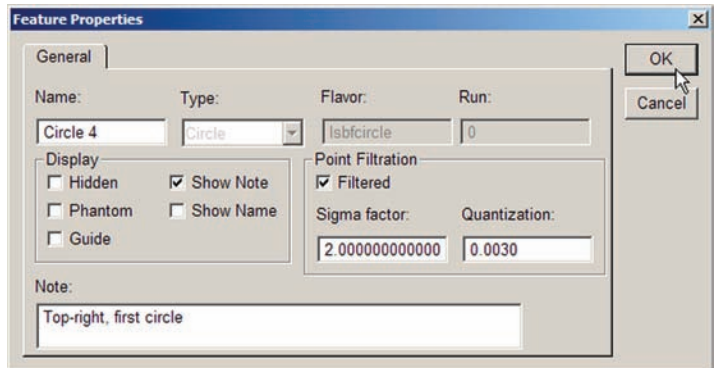 Feature Properties
General
OK
Cancel
Name: Type: Flavor: Run:
Circle 4 Circle lsbfcircle 0
Display Point Filtration
Hidden Show Note Filtered
Phantom Show Name Sigma factor: Quantization:
Guide 2.000000000000 0.0030
Note:
Top-right, first circle